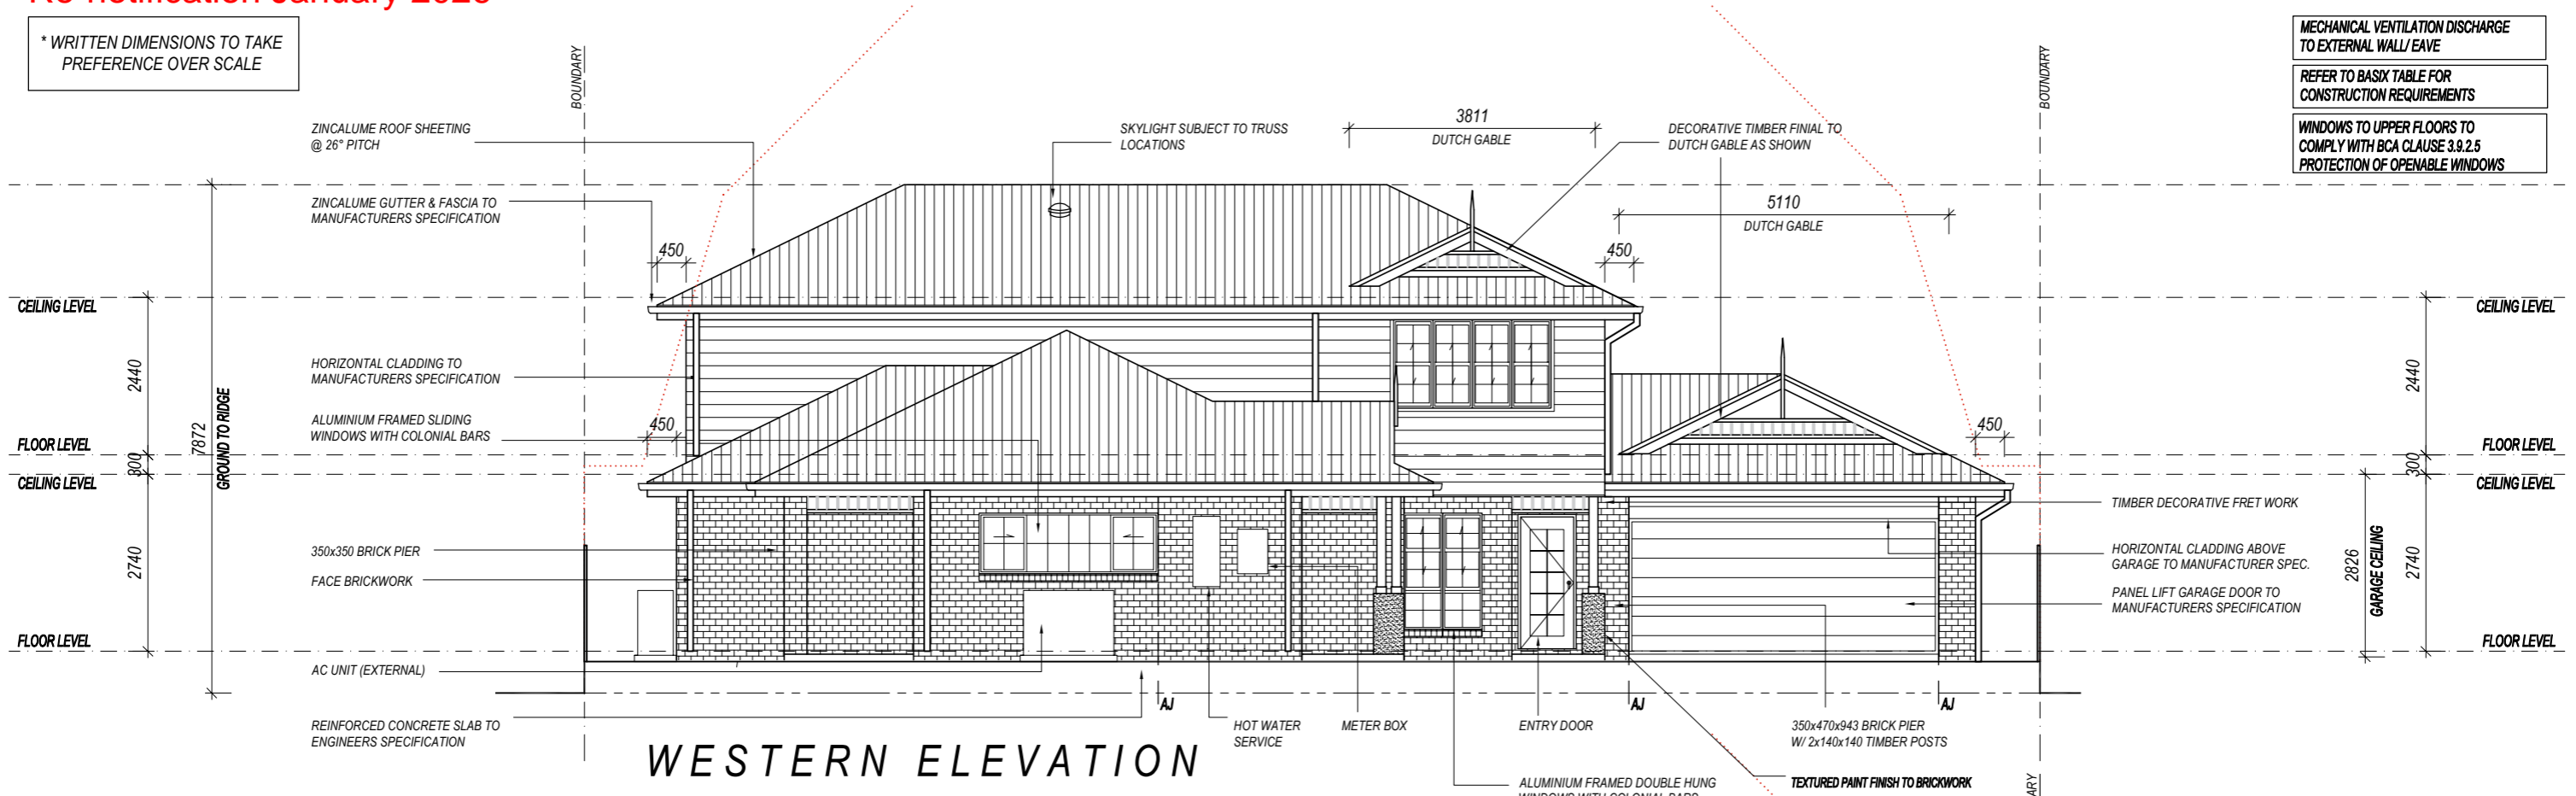 * WRITTEN DIMENSIONS TO TAKE
PREFERENCE OVER SCALE
BOUNDARY
BOUNDARY
MECHANICAL VENTILATION DISCHARGE
TO EXTERNAL WALL/ EAVE
REFER TO BASIX TABLE FOR
CONSTRUCTION REQUIREMENTS
WINDOWS TO UPPER FLOORS TO
COMPLY WITH BCA CLAUSE 3.9.2.5
PROTECTION OF OPENABLE WINDOWS
ZINCALUME ROOF SHEETING
@ 26° PITCH
SKYLIGHT SUBJECT TO TRUSS
LOCATIONS
3811
DUTCH GABLE
DECORATIVE TIMBER FINIAL TO
DUTCH GABLE AS SHOWN
ZINCALUME GUTTER & FASCIA TO
MANUFACTURERS SPECIFICATION
5110
DUTCH GABLE
450
450
CEILING LEVEL
CEILING LEVEL
2440
2440
HORIZONTAL CLADDING TO
MANUFACTURERS SPECIFICATION
7872
GROUND TO RIDGE
ALUMINIUM FRAMED SLIDING
WINDOWS WITH COLONIAL BARS
450
450
FLOOR LEVEL
FLOOR LEVEL
300
300
CEILING LEVEL
CEILING LEVEL
TIMBER DECORATIVE FRET WORK
350x350 BRICK PIER
HORIZONTAL CLADDING ABOVE
GARAGE TO MANUFACTURER SPEC.
2740
2826
GARAGE CEILING
2740
FACE BRICKWORK
PANEL LIFT GARAGE DOOR TO
MANUFACTURERS SPECIFICATION
FLOOR LEVEL
FLOOR LEVEL
AC UNIT (EXTERNAL)
AJ
AJ
AJ
REINFORCED CONCRETE SLAB TO
ENGINEERS SPECIFICATION
HOT WATER
SERVICE
METER BOX
ENTRY DOOR
350x470x943 BRICK PIER
W/ 2x140x140 TIMBER POSTS
WESTERN ELEVATION
ALUMINIUM FRAMED DOUBLE HUNG
TEXTURED PAINT FINISH TO BRICKWORK